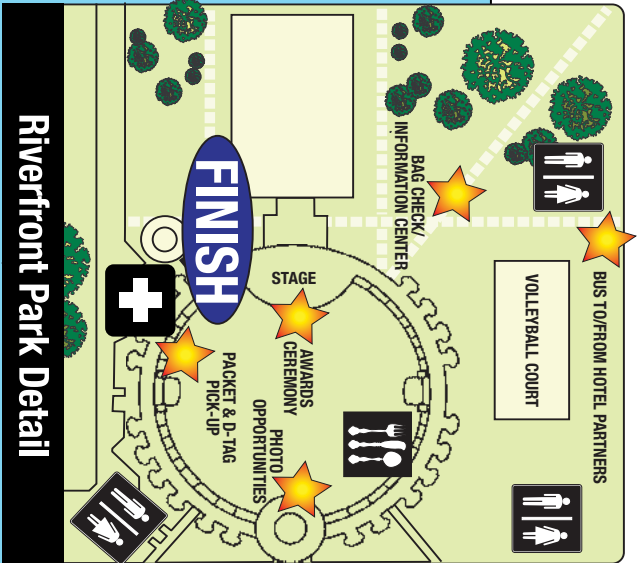 Riverfront Park Detail
FINISH
BAG CHECK/
INFORMATION CENTER
STAGE
AWARDS
CEREMONY
PACKET & D-TAG
PICK-UP
PHOTO
OPPORTUNITIES
VOLLEYBALL COURT
BUS TO/FROM HOTEL PARTNERS